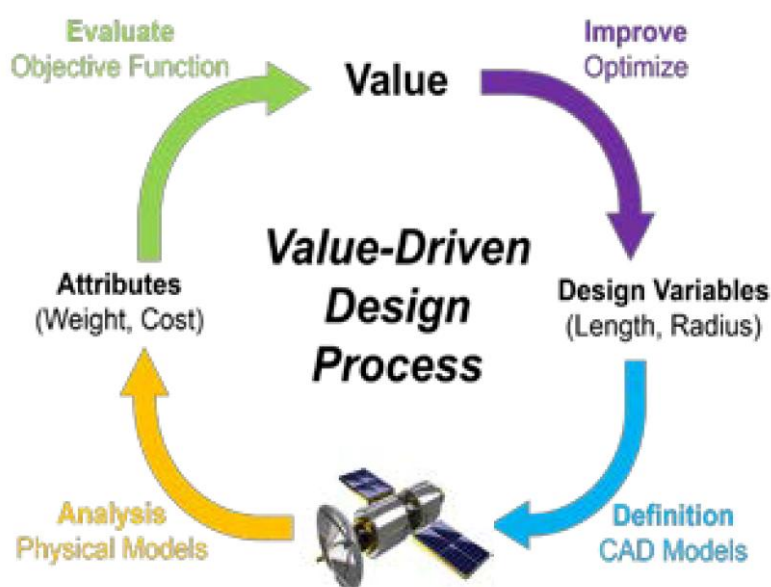 Evaluate
Objective Function
Value
Improve
Optimize
Value-Driven
Design
Process
Attributes
(Weight, Cost)
Design Variables
(Length, Radius)
Analysis
Physical Models
Definition
CAD Models